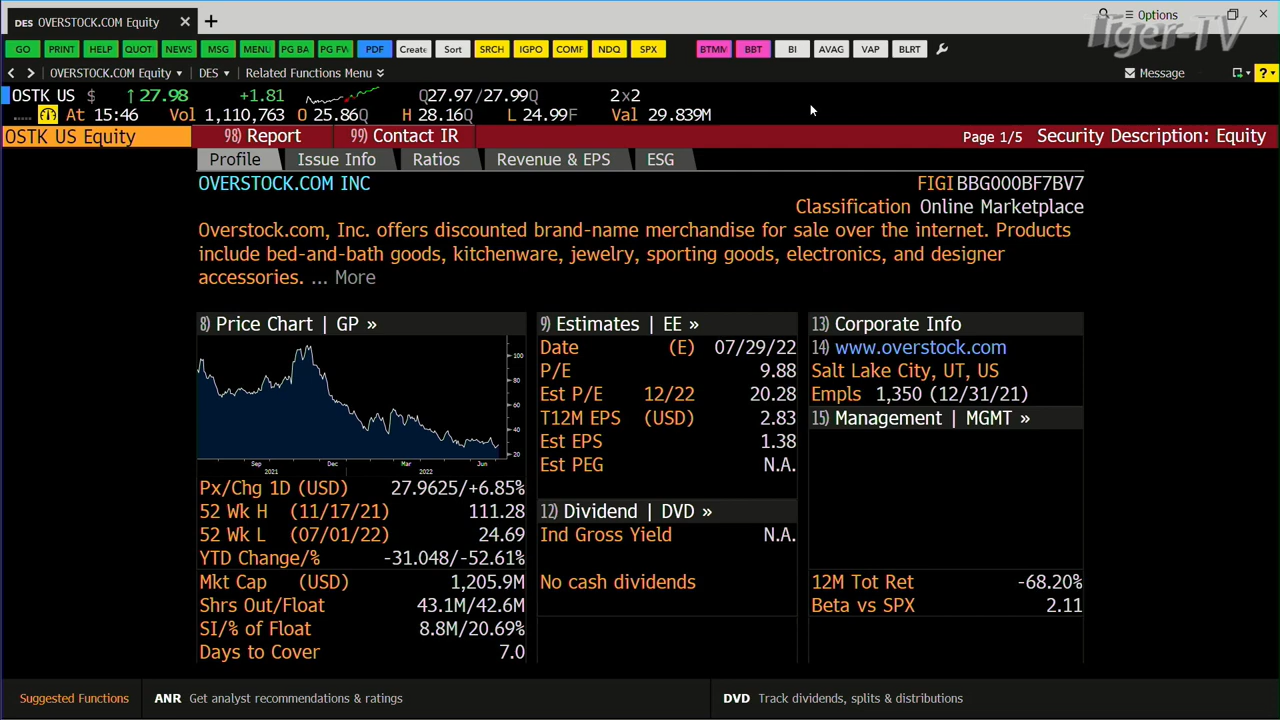 DES OVERSTOCK.COM Equity × +
Options
Tiger-TV
GO PRINT HELP QUOT NEWS MSG MENU PG BA PG FW PDF Create Sort SRCH IGPO COMF NDQ SPX BTMM BBT BI AVAG VAP BLRT
OVERSTOCK.COM Equity DES Related Functions Menu Message ?
OSTK US $ ↑27.98 +1.81 Q27.97/27.99Q 2x2
At 15:46 Vol 1,110,763 O 25.86Q H 28.16Q L 24.99F Val 29.839M
OSTK US Equity 98) Report 99) Contact IR Page 1/5 Security Description: Equity
Profile Issue Info Ratios Revenue & EPS ESG
OVERSTOCK.COM INC FIGI BBG000BF7BV7
Classification Online Marketplace
Overstock.com, Inc. offers discounted brand-name merchandise for sale over the internet. Products
include bed-and-bath goods, kitchenware, jewelry, sporting goods, electronics, and designer
accessories. ... More
8) Price Chart | GP »
100
80
60
40
20
Sep Dec Mar Jun
2021 2022
Px/Chg 1D (USD) 27.9625/+6.85%
52 Wk H (11/17/21) 111.28
52 Wk L (07/01/22) 24.69
YTD Change/% -31.048/-52.61%
Mkt Cap (USD) 1,205.9M
Shrs Out/Float 43.1M/42.6M
SI/% of Float 8.8M/20.69%
Days to Cover 7.0
9) Estimates | EE »
Date (E) 07/29/22
P/E 9.88
Est P/E 12/22 20.28
T12M EPS (USD) 2.83
Est EPS 1.38
Est PEG N.A.
12) Dividend | DVD »
Ind Gross Yield N.A.
No cash dividends
13) Corporate Info
14) www.overstock.com
Salt Lake City, UT, US
Empls 1,350 (12/31/21)
15) Management | MGMT »
12M Tot Ret -68.20%
Beta vs SPX 2.11
Suggested Functions ANR Get analyst recommendations & ratings DVD Track dividends, splits & distributions